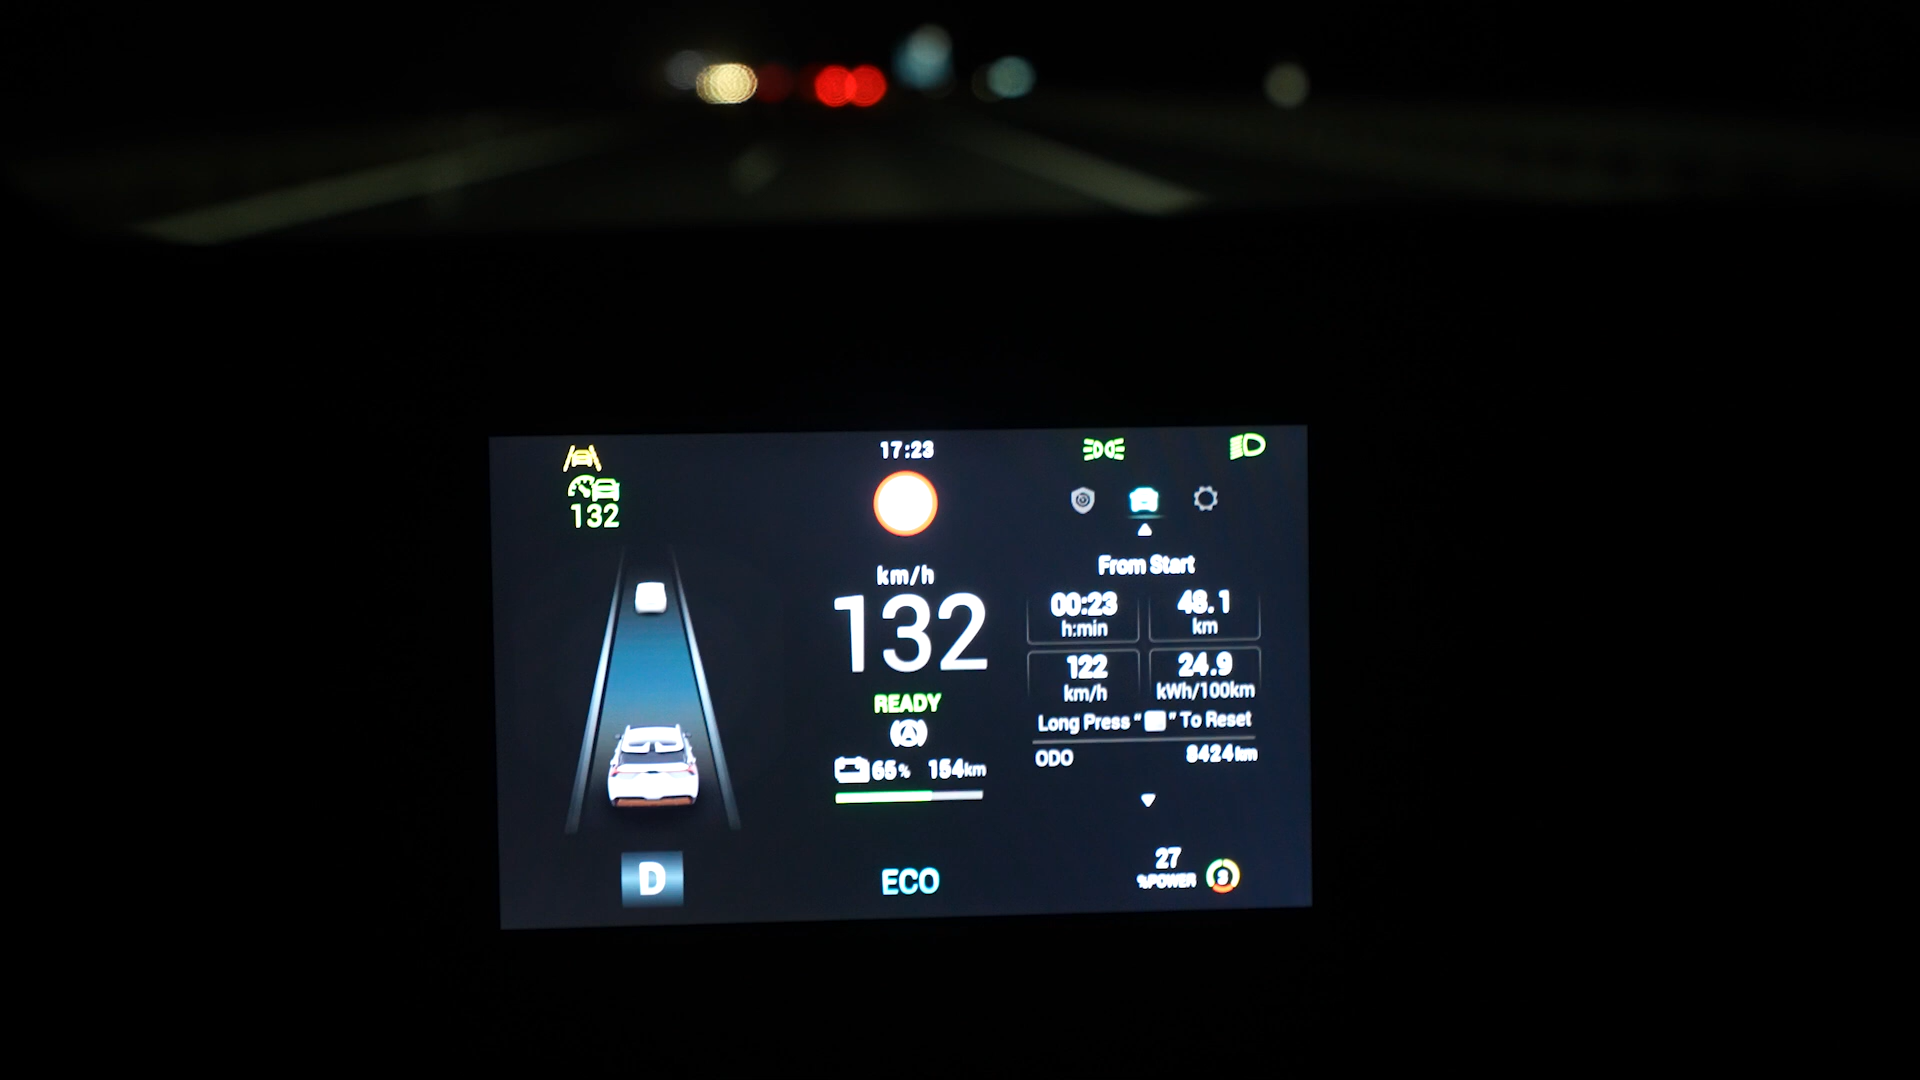 17:23
132
km/h
132
READY
65% 154km
D
ECO
From Start
00:23 48.1
h:min km
122 24.9
km/h kWh/100km
Long Press “ ” To Reset
ODO 8424km
27
%POWER